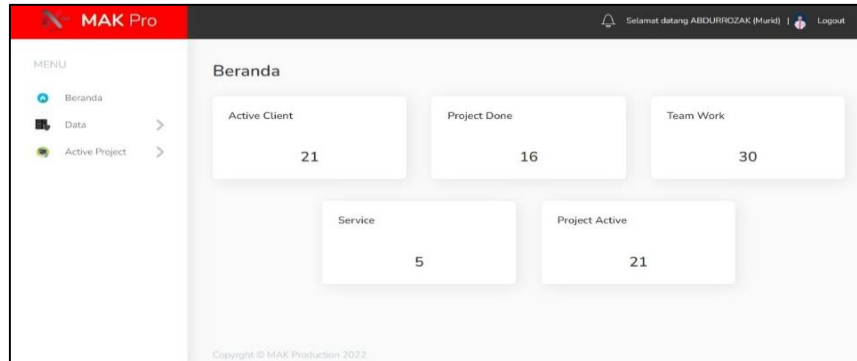 MAK Pro
Selamat datang ABDURROZAK (Murid) | Logout
MENU
Beranda
Data
Active Project
Beranda
Active Client
21
Project Done
16
Team Work
30
Service
5
Project Active
21
Copyright © MAK Production 2022